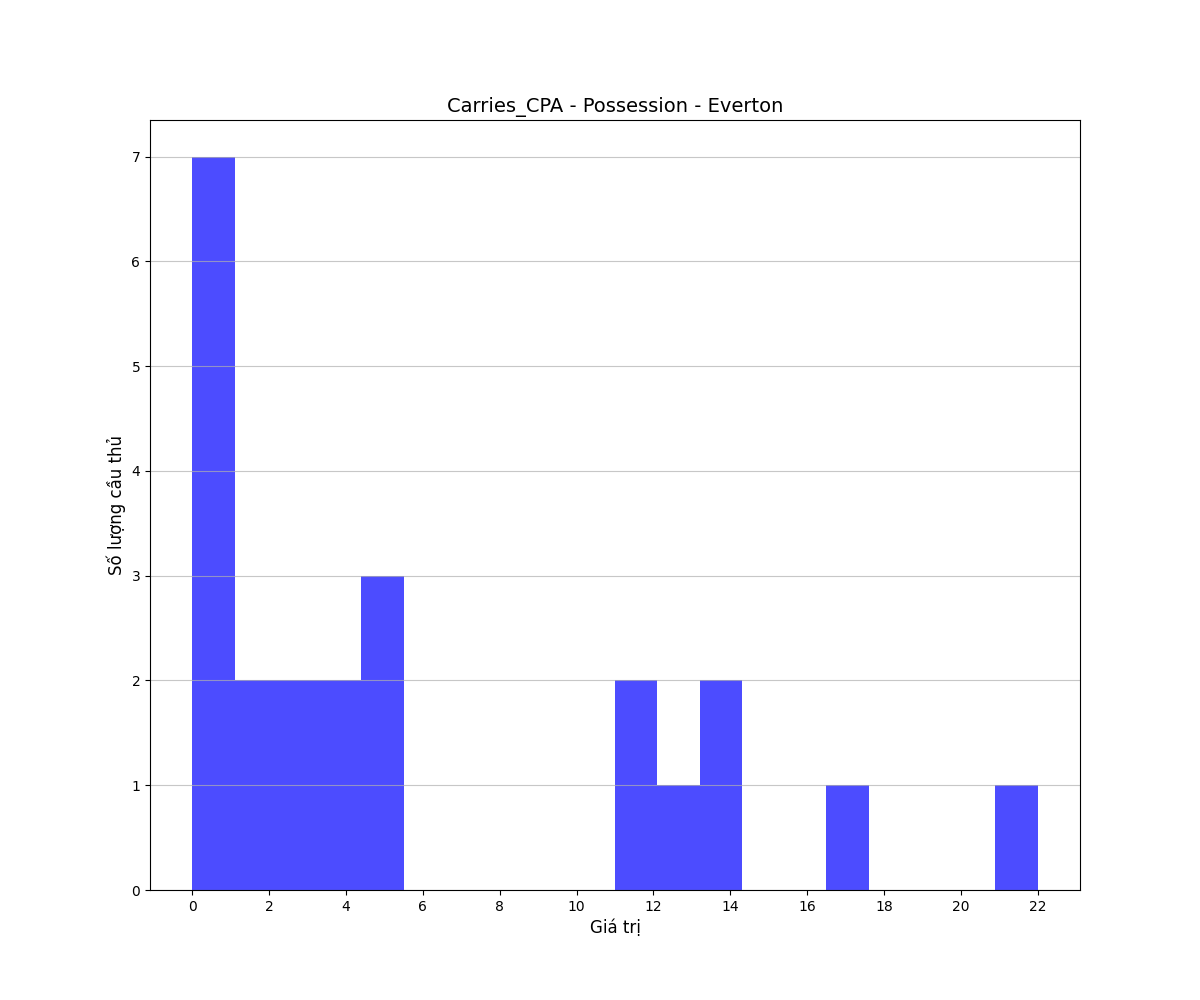 Carries_CPA - Possession - Everton
7
6
5
4
3
2
1
0
Số lượng cầu thủ
0 2 4 6 8 10 12 14 16 18 20 22
Giá trị